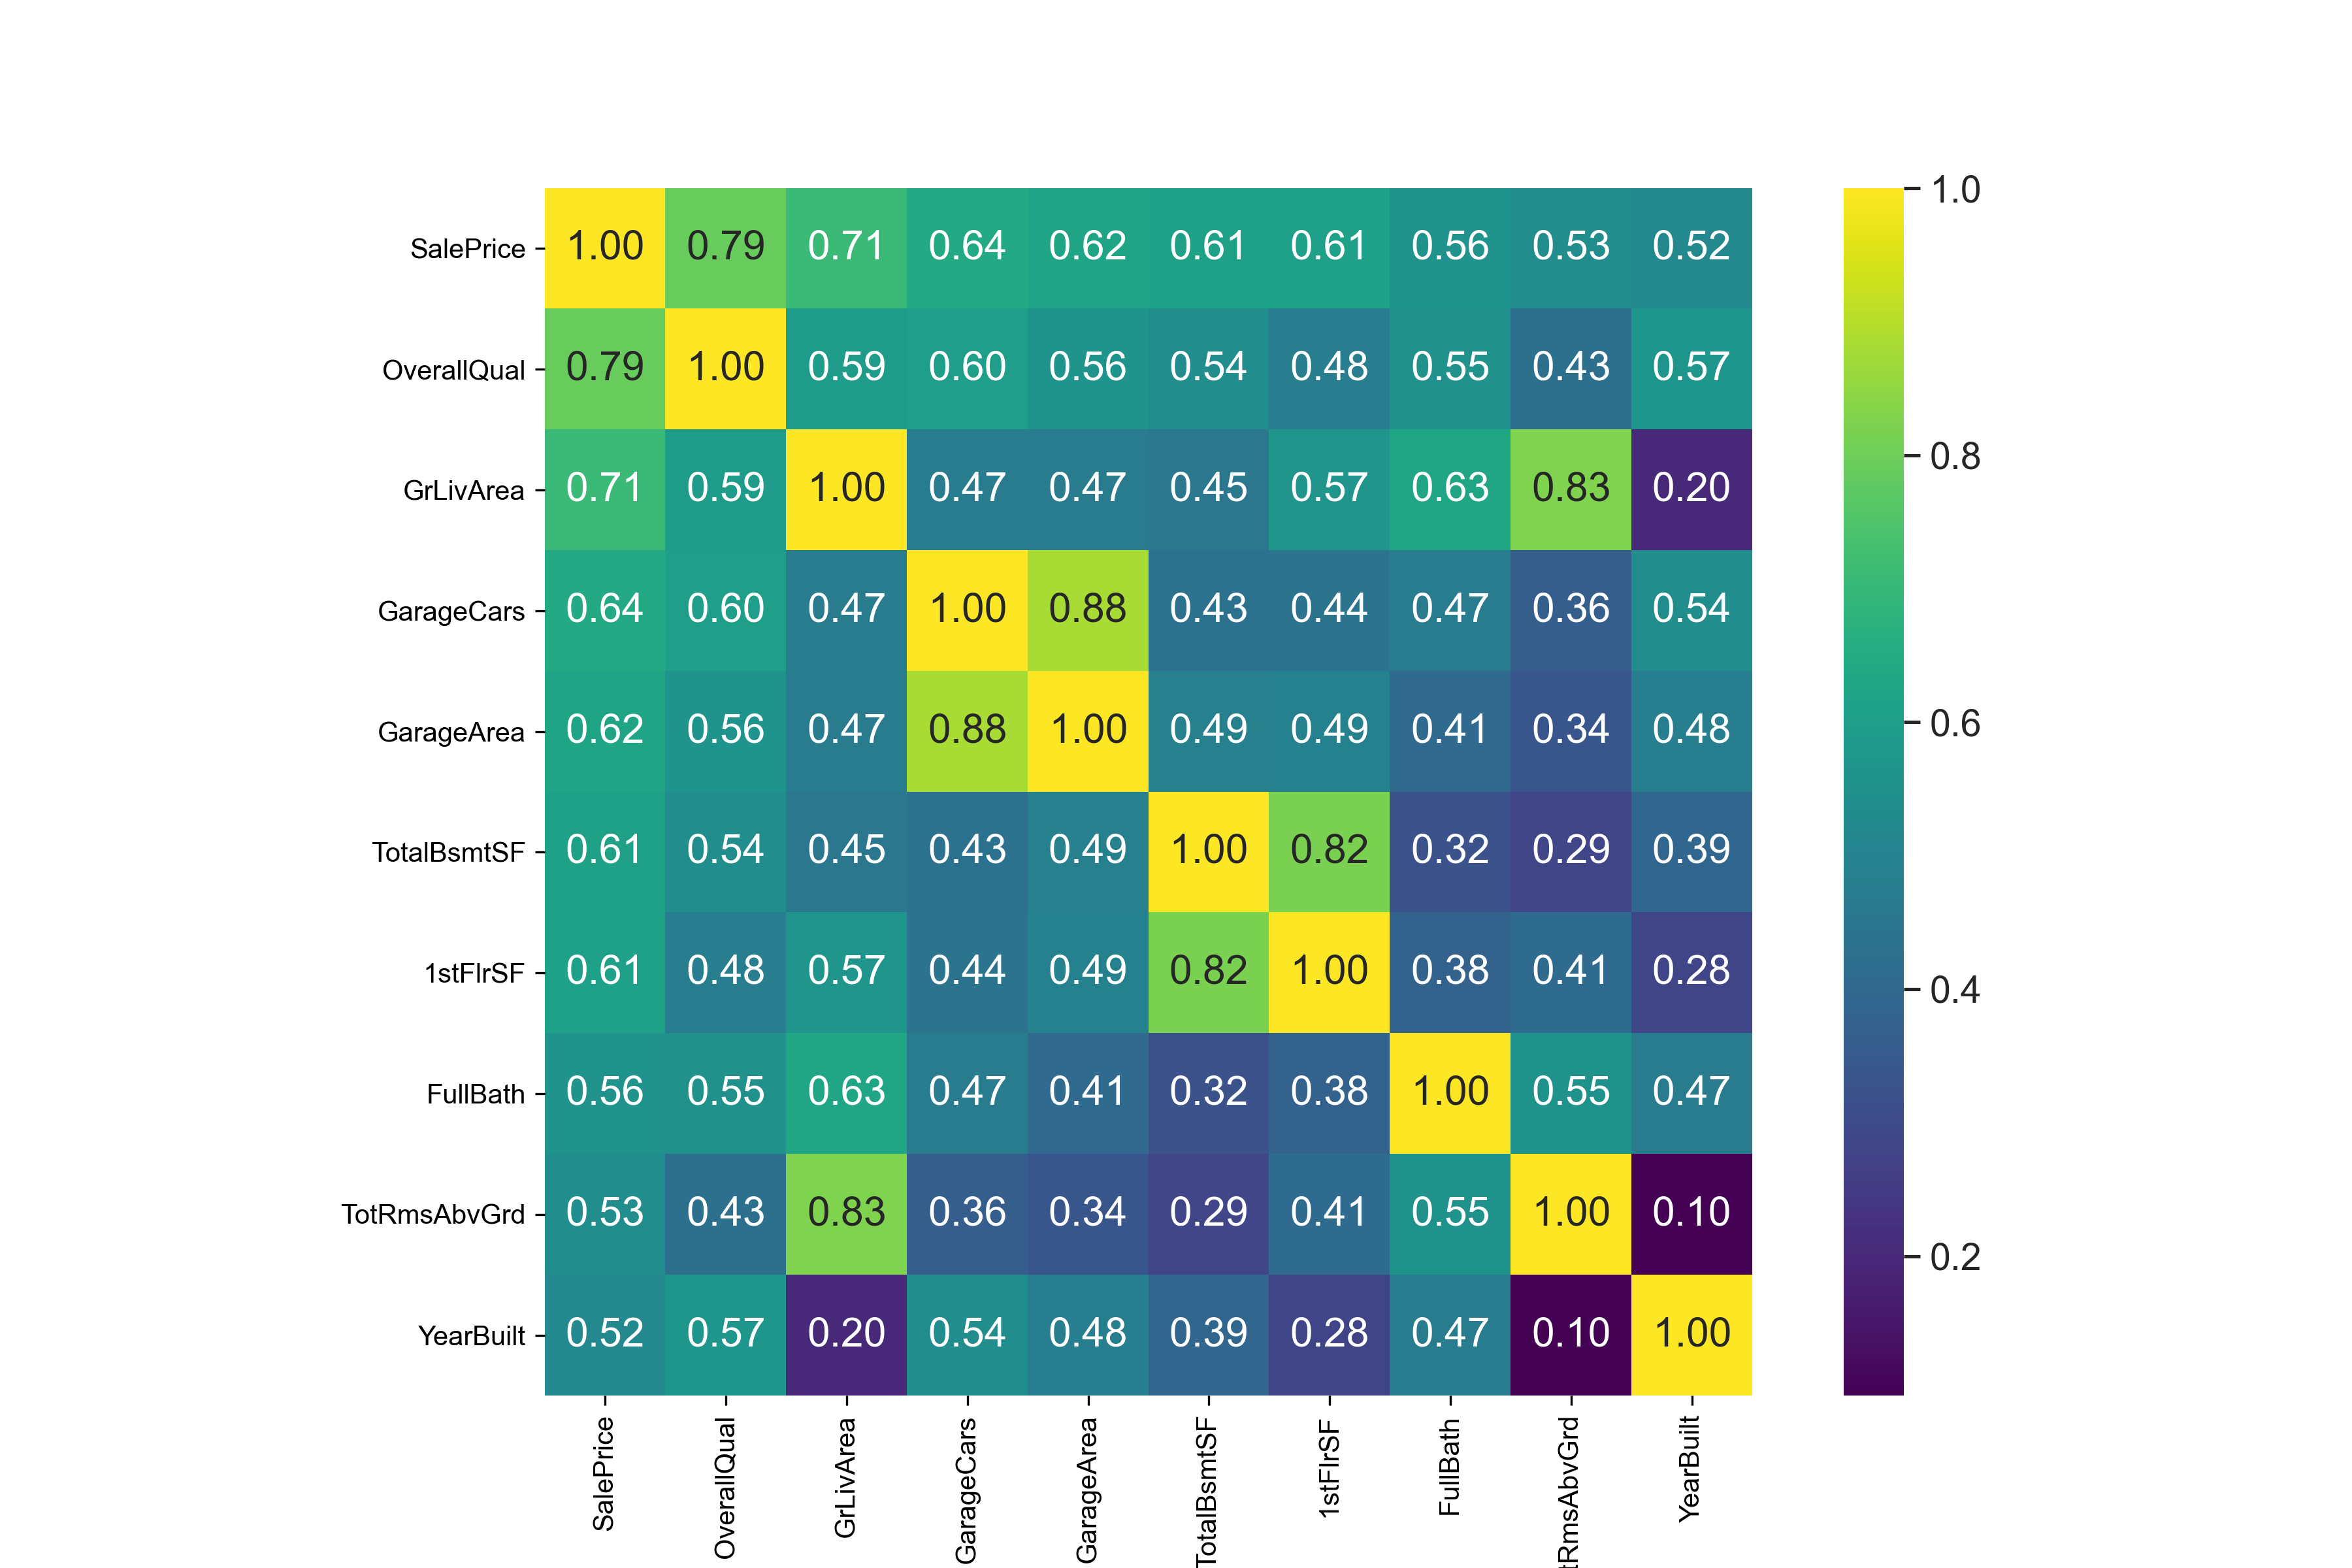 1.0
SalePrice 1.00 0.79 0.71 0.64 0.62 0.61 0.61 0.56 0.53 0.52
OverallQual 0.79 1.00 0.59 0.60 0.56 0.54 0.48 0.55 0.43 0.57
0.8
GrLivArea 0.71 0.59 1.00 0.47 0.47 0.45 0.57 0.63 0.83 0.20
GarageCars 0.64 0.60 0.47 1.00 0.88 0.43 0.44 0.47 0.36 0.54
0.6
GarageArea 0.62 0.56 0.47 0.88 1.00 0.49 0.49 0.41 0.34 0.48
TotalBsmtSF 0.61 0.54 0.45 0.43 0.49 1.00 0.82 0.32 0.29 0.39
1stFlrSF 0.61 0.48 0.57 0.44 0.49 0.82 1.00 0.38 0.41 0.28
0.4
FullBath 0.56 0.55 0.63 0.47 0.41 0.32 0.38 1.00 0.55 0.47
TotRmsAbvGrd 0.53 0.43 0.83 0.36 0.34 0.29 0.41 0.55 1.00 0.10
0.2
YearBuilt 0.52 0.57 0.20 0.54 0.48 0.39 0.28 0.47 0.10 1.00
SalePrice
OverallQual
GrLivArea
GarageCars
GarageArea
TotalBsmtSF
1stFlrSF
FullBath
tRmsAbvGrd
YearBuilt